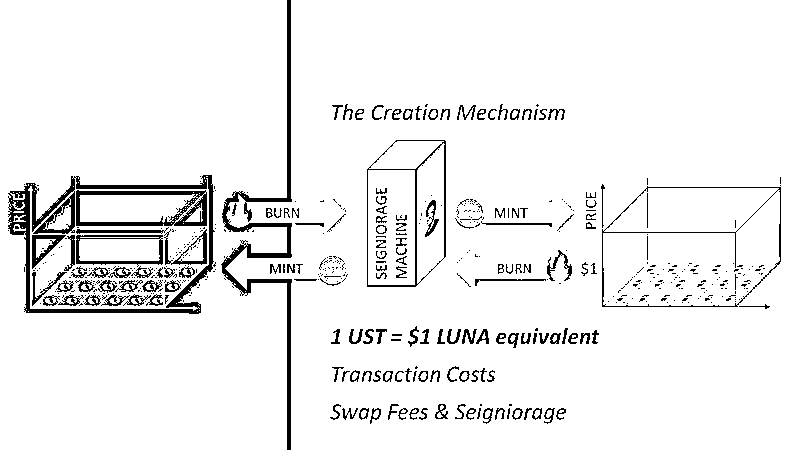 The Creation Mechanism
PRICE
BURN
MINT
SEIGNIORAGE
MACHINE
MINT
BURN
PRICE
$1
1 UST = $1 LUNA equivalent
Transaction Costs
Swap Fees & Seigniorage